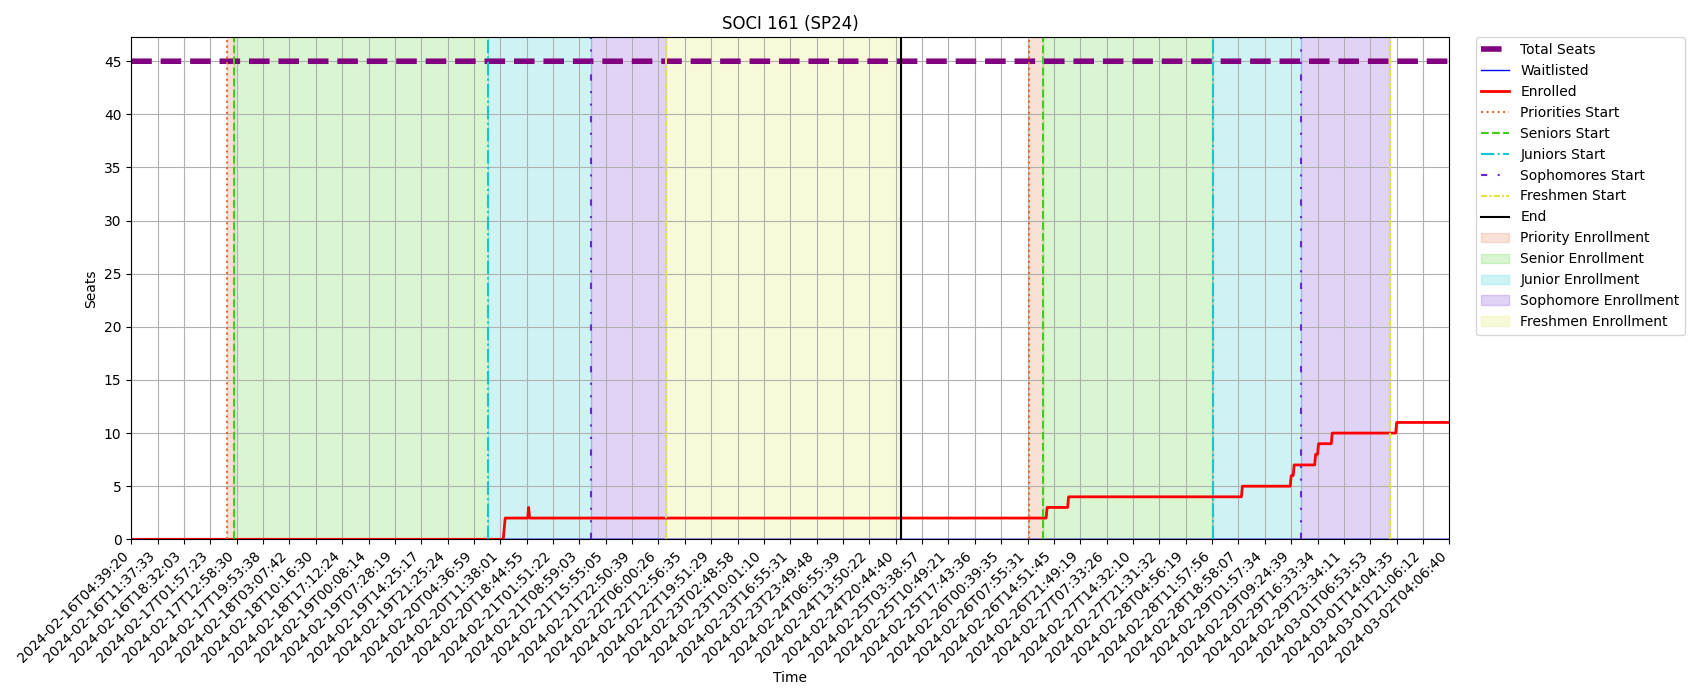 SOCI 161 (SP24)
Seats
45
40
35
30
25
20
15
10
5
0
2024-02-16T04:39:20
2024-02-16T11:37:33
2024-02-16T18:32:03
2024-02-17T01:57:23
2024-02-17T12:58:30
2024-02-17T19:53:38
2024-02-18T03:07:42
2024-02-18T10:16:30
2024-02-18T17:12:24
2024-02-19T00:08:14
2024-02-19T07:28:19
2024-02-19T14:25:17
2024-02-19T21:25:24
2024-02-20T04:36:59
2024-02-20T11:38:01
2024-02-20T18:44:55
2024-02-21T01:51:22
2024-02-21T08:59:03
2024-02-21T15:55:05
2024-02-21T22:50:39
2024-02-22T06:00:26
2024-02-22T12:56:35
2024-02-22T19:51:29
2024-02-23T02:48:58
2024-02-23T10:01:10
2024-02-23T16:55:31
2024-02-23T23:49:48
2024-02-24T06:55:39
2024-02-24T13:50:22
2024-02-24T20:44:40
2024-02-25T03:38:57
2024-02-25T10:49:21
2024-02-25T17:43:36
2024-02-26T00:39:35
2024-02-26T07:55:31
2024-02-26T14:51:45
2024-02-26T21:49:19
2024-02-27T07:33:26
2024-02-27T14:32:10
2024-02-27T21:31:32
2024-02-28T04:56:19
2024-02-28T11:57:56
2024-02-28T18:58:07
2024-02-29T01:57:34
2024-02-29T09:24:39
2024-02-29T16:33:34
2024-02-29T23:34:11
2024-03-01T06:53:53
2024-03-01T14:04:35
2024-03-01T21:06:12
2024-03-02T04:06:40
Time
Total Seats
Waitlisted
Enrolled
Priorities Start
Seniors Start
Juniors Start
Sophomores Start
Freshmen Start
End
Priority Enrollment
Senior Enrollment
Junior Enrollment
Sophomore Enrollment
Freshmen Enrollment